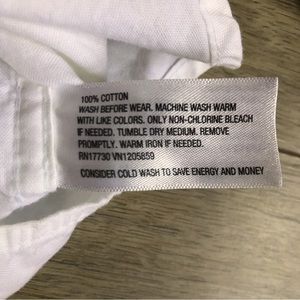 100% COTTON
WASH BEFORE WEAR. MACHINE WASH WARM
WITH LIKE COLORS. ONLY NON-CHLORINE BLEACH
IF NEEDED. TUMBLE DRY MEDIUM. REMOVE
PROMPTLY. WARM IRON IF NEEDED.
RN17730 VN1205859
CONSIDER COLD WASH TO SAVE ENERGY AND MONEY